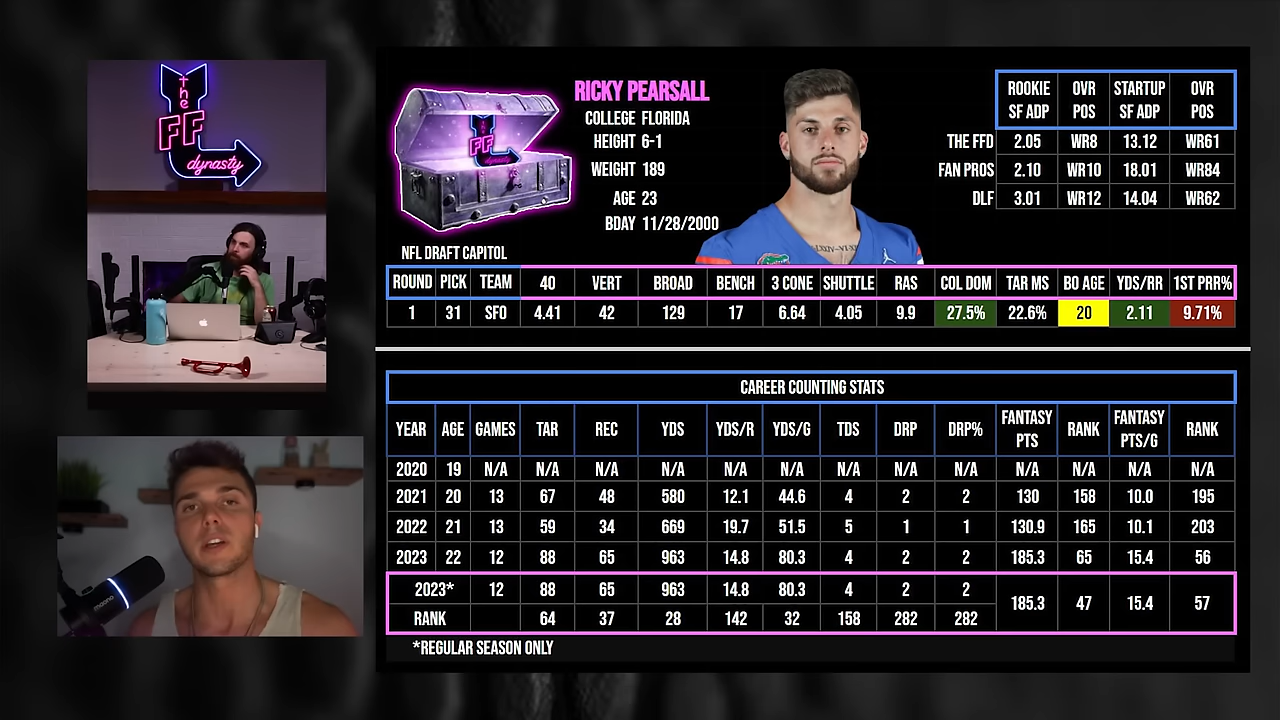 the
FF
dynasty
maono
FF
dynasty
RICKY PEARSALL
COLLEGE FLORIDA
HEIGHT 6-1
WEIGHT 189
AGE 23
BDAY 11/28/2000
ROOKIE SF ADP OVR POS STARTUP SF ADP OVR POS
THE FFD 2.05 WR8 13.12 WR61
FAN PROS 2.10 WR10 18.01 WR84
DLF 3.01 WR12 14.04 WR62
NFL DRAFT CAPITOL
ROUND PICK TEAM 40 VERT BROAD BENCH 3 CONE SHUTTLE RAS COL DOM TAR MS BO AGE YDS/RR 1ST PRR%
1 31 SFO 4.41 42 129 17 6.64 4.05 9.9 27.5% 22.6% 20 2.11 9.71%
CAREER COUNTING STATS
YEAR AGE GAMES TAR REC YDS YDS/R YDS/G TDS DRP DRP% FANTASY PTS RANK FANTASY PTS/G RANK
2020 19 N/A N/A N/A N/A N/A N/A N/A N/A N/A N/A N/A N/A N/A
2021 20 13 67 48 580 12.1 44.6 4 2 2 130 158 10.0 195
2022 21 13 59 34 669 19.7 51.5 5 1 1 130.9 165 10.1 203
2023 22 12 88 65 963 14.8 80.3 4 2 2 185.3 65 15.4 56
2023* 12 88 65 963 14.8 80.3 4 2 2 185.3 47 15.4 57
RANK 64 37 28 142 32 158 282 282
*REGULAR SEASON ONLY